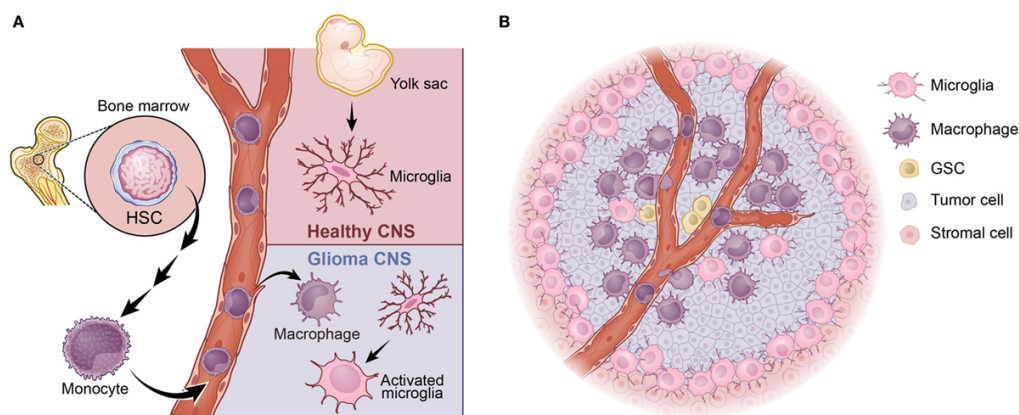 A
Bone marrow
HSC
Monocyte
Yolk sac
Microglia
Healthy CNS
Glioma CNS
Macrophage
Activated
microglia
B
Microglia
Macrophage
GSC
Tumor cell
Stromal cell